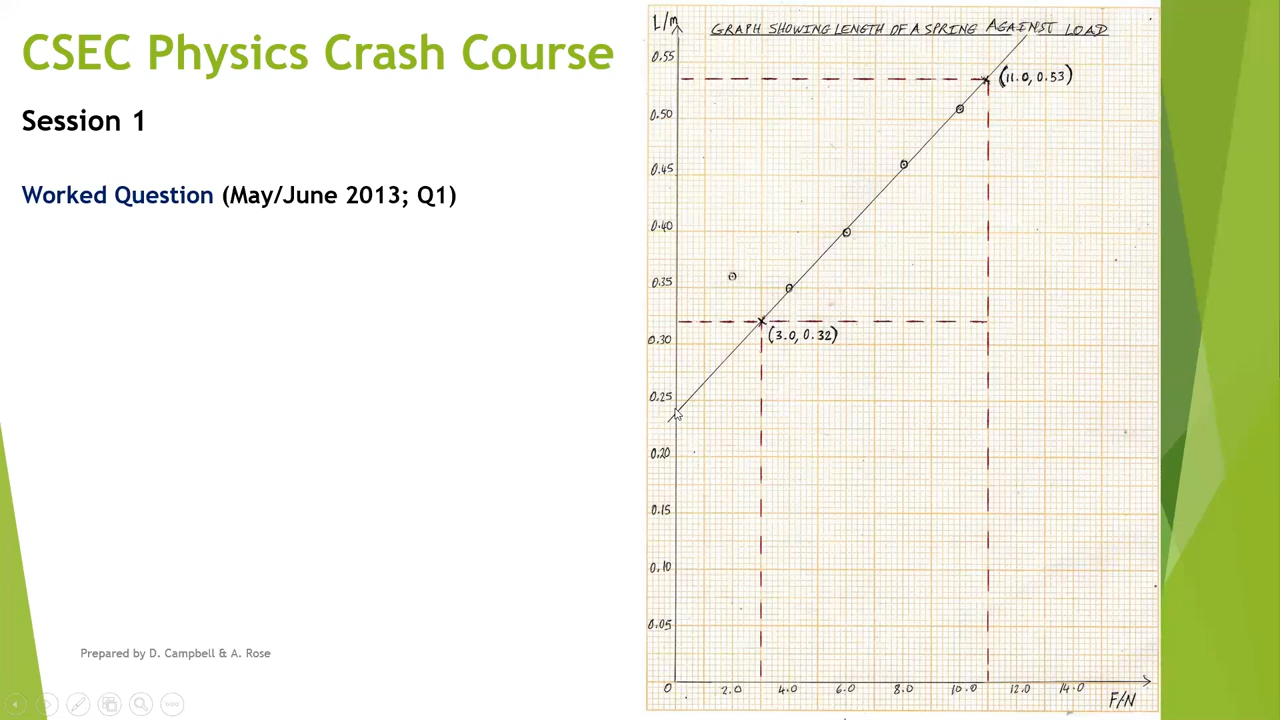 CSEC Physics Crash Course
Session 1
Worked Question (May/June 2013; Q1)
Prepared by D. Campbell & A. Rose
L/m
GRAPH SHOWING LENGTH OF A SPRING AGAINST LOAD
0.55
(11.0, 0.53)
0.50
0.45
0.40
0.35
(3.0, 0.32)
0.30
0.25
0.20
0.15
0.10
0.05
0 2.0 4.0 6.0 8.0 10.0 12.0 14.0
F/N